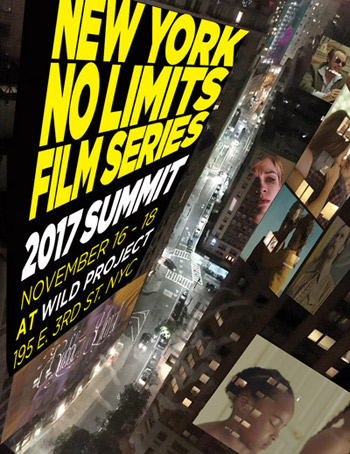 NEW YORK
NO LIMITS
FILM SERIES
2017 SUMMIT
NOVEMBER 16 - 18
AT WILD PROJECT
195 E. 3RD ST. NYC